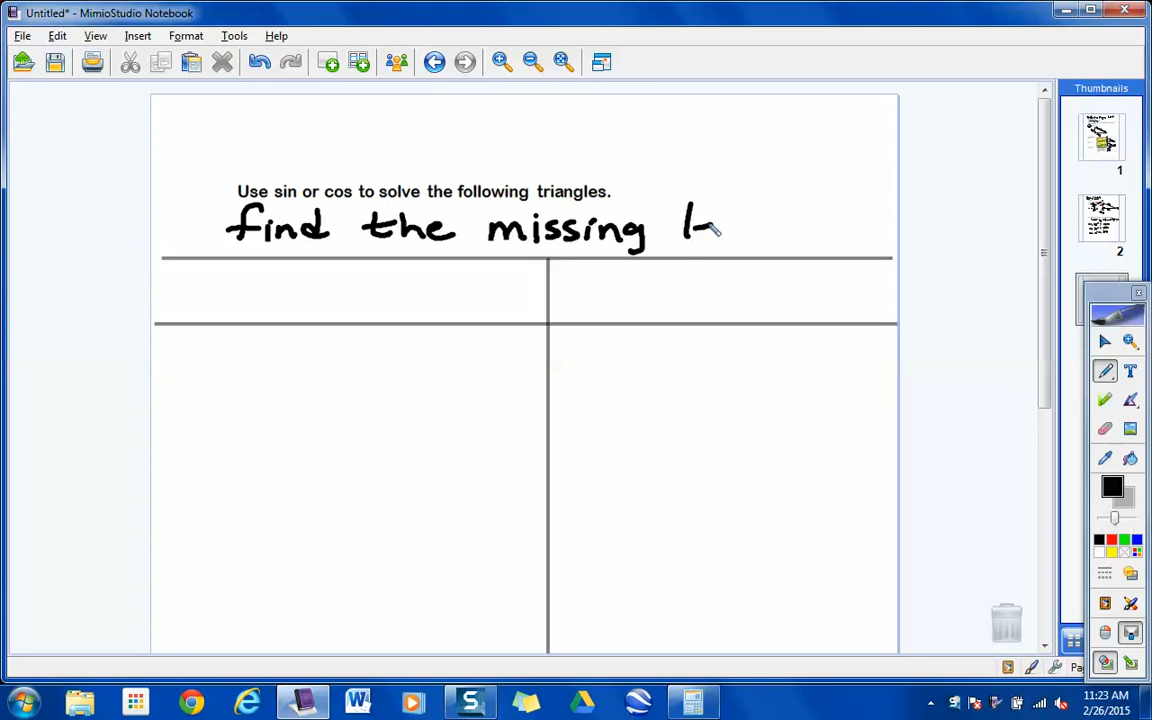 Untitled* - MimioStudio Notebook
File Edit View Insert Format Tools Help
Thumbnails
Use sin or cos to solve the following triangles.
find the missing
1
2
11:23 AM
2/26/2015